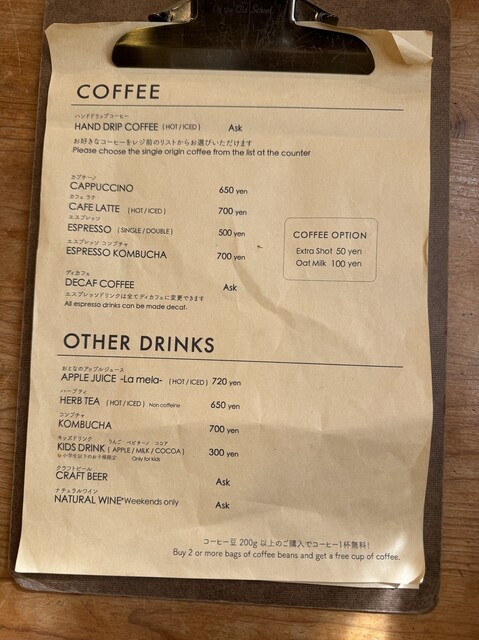 COFFEE
ハンドドリップコーヒー
HAND DRIP COFFEE (HOT/ICED) Ask
お好きなコーヒーをレジ前のリストからお選びいただけます
Please choose the single origin coffee from the list at the counter
カプチーノ
CAPPUCCINO 650 yen
カフェ ラテ
CAFE LATTE (HOT/ICED) 700 yen
エスプレッソ
ESPRESSO (SINGLE/DOUBLE) 500 yen
エスプレッソ コンブチャ
ESPRESSO KOMBUCHA 700 yen
COFFEE OPTION
Extra Shot 50 yen
Oat Milk 100 yen
ディカフェ
DECAF COFFEE Ask
エスプレッソドリンクは全てディカフェに変更できます
All espresso drinks can be made decaf.
OTHER DRINKS
おとなのアップルジュース
APPLE JUICE -La mela- (HOT/ICED) 720 yen
ハーブティ
HERB TEA (HOT/ICED) Non caffeine 650 yen
コンブチャ
KOMBUCHA 700 yen
キッズドリンク りんご ベビチーノ ココア
KIDS DRINK (APPLE/MILK/COCOA) 300 yen
小学生以下のお子様限定 Only for kids
クラフトビール
CRAFT BEER Ask
ナチュラルワイン
NATURAL WINE*Weekends only Ask
コーヒー豆 200g 以上のご購入でコーヒー1杯無料!
Buy 2 or more bags of coffee beans and get a free cup of coffee.